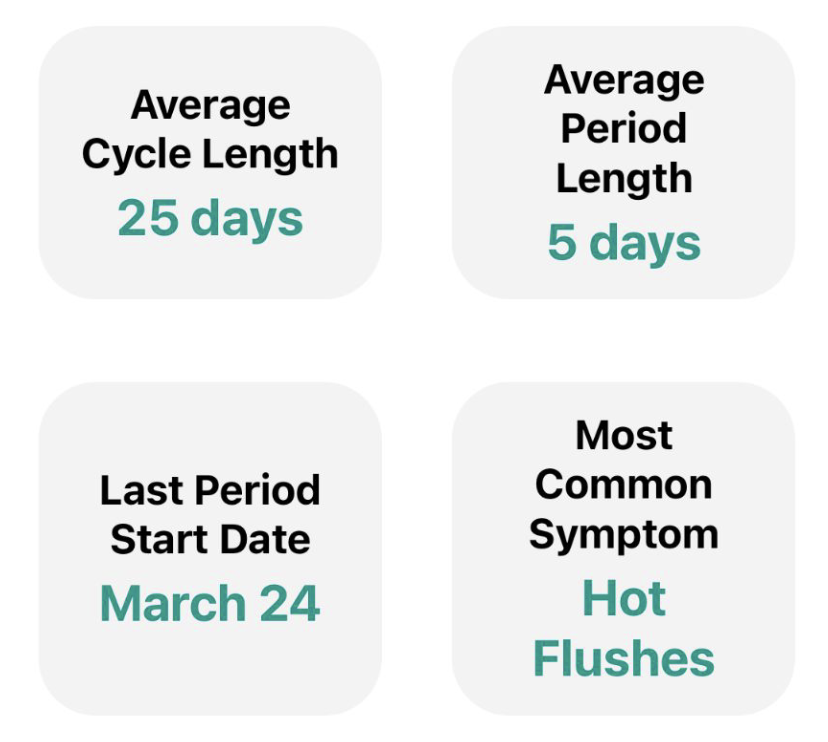 Average
Cycle Length
25 days
Average
Period
Length
5 days
Last Period
Start Date
March 24
Most
Common
Symptom
Hot
Flushes